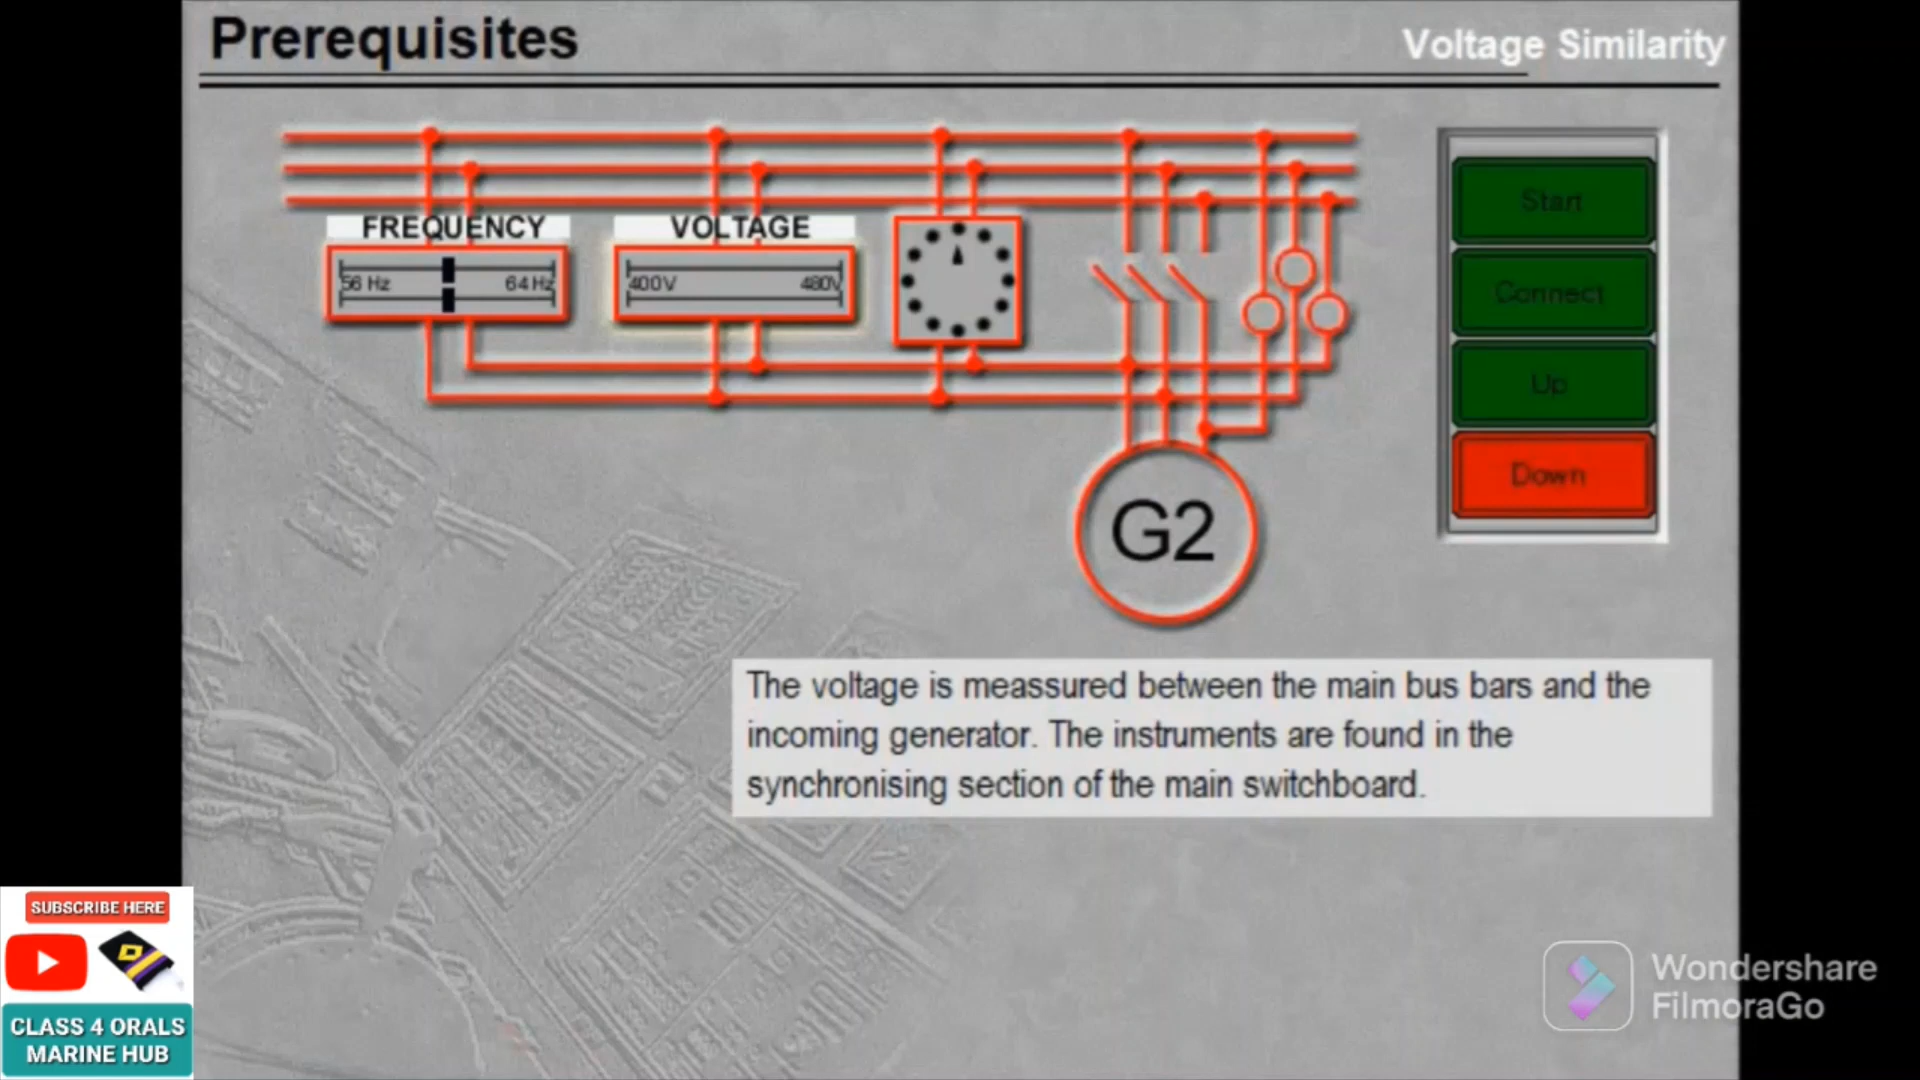 Prerequisites
Voltage Similarity
FREQUENCY
VOLTAGE
56 Hz
64 Hz
400V
480V
Start
Connect
Up
Down
G2
The voltage is meassured between the main bus bars and the
incoming generator. The instruments are found in the
synchronising section of the main switchboard.
SUBSCRIBE HERE
CLASS 4 ORALS
MARINE HUB
Wondershare
FilmoraGo